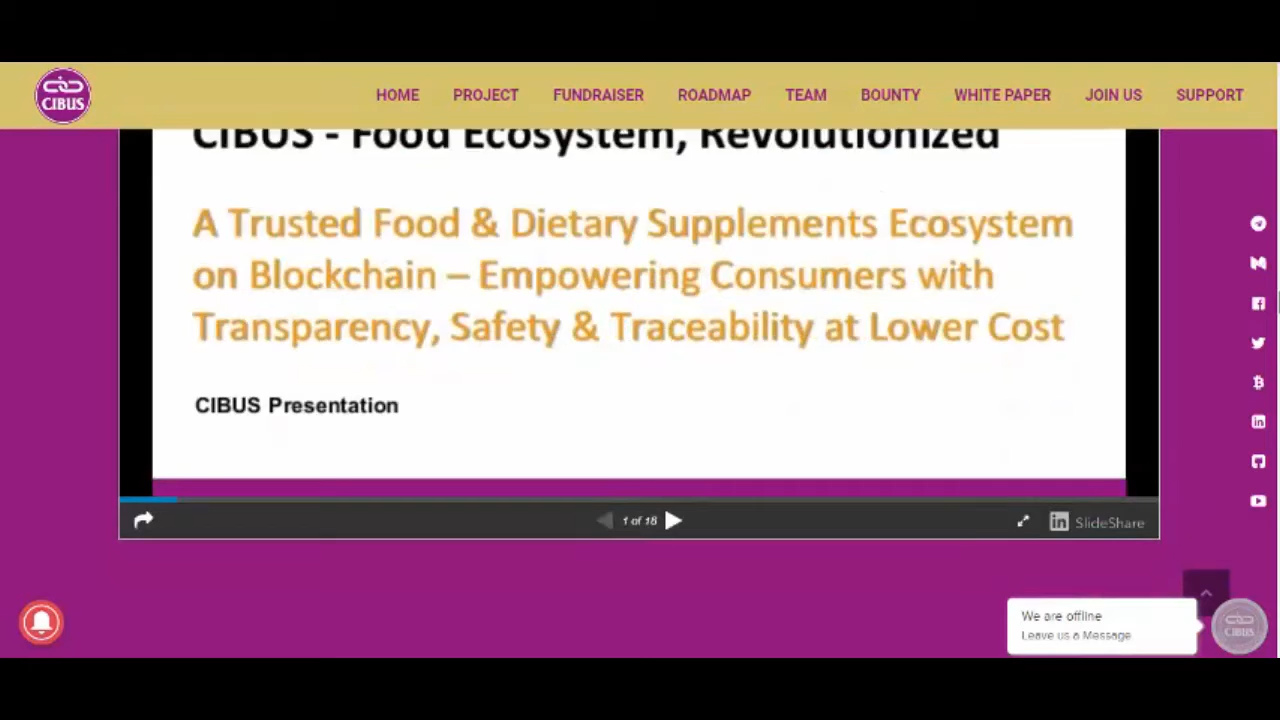 CIBUS
HOME PROJECT FUNDRAISER ROADMAP TEAM BOUNTY WHITE PAPER JOIN US SUPPORT
CIBUS - Food Ecosystem, Revolutionized
A Trusted Food & Dietary Supplements Ecosystem
on Blockchain – Empowering Consumers with
Transparency, Safety & Traceability at Lower Cost
CIBUS Presentation
1 of 18
in SlideShare
We are offline
Leave us a Message
CIBUS